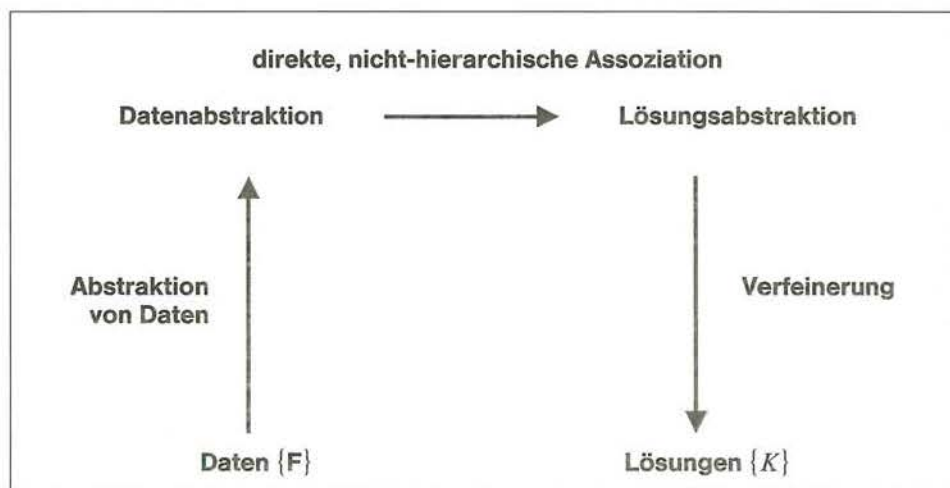 direkte, nicht-hierarchische Assoziation
Datenabstraktion
Lösungsabstraktion
Abstraktion
von Daten
Verfeinerung
Daten {F}
Lösungen {K}